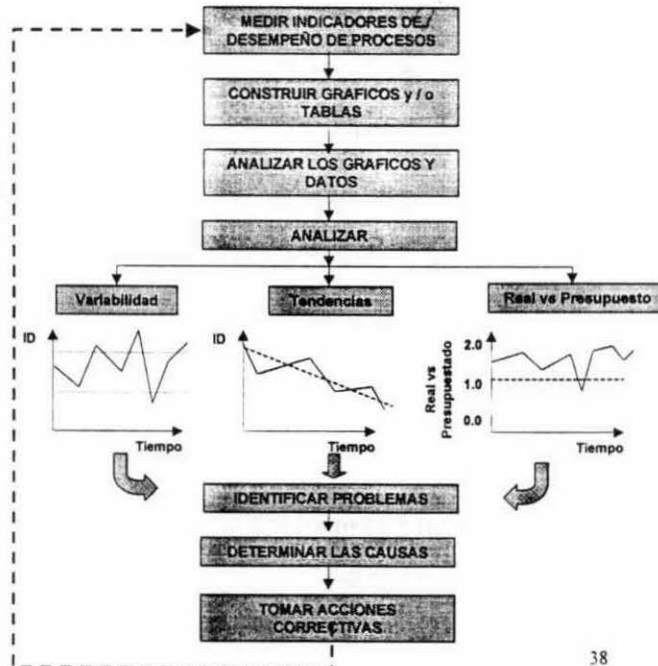 MEDIR INDICADORES DE
DESEMPEÑO DE PROCESOS
CONSTRUIR GRAFICOS y / o
TABLAS
ANALIZAR LOS GRAFICOS Y
DATOS
ANALIZAR
Variabilidad
Tendencias
Real vs Presupuesto
ID
Tiempo
ID
Tiempo
Real vs
Presupuestado
2.0
1.0
0.0
Tiempo
IDENTIFICAR PROBLEMAS
DETERMINAR LAS CAUSAS
TOMAR ACCIONES
CORRECTIVAS
38